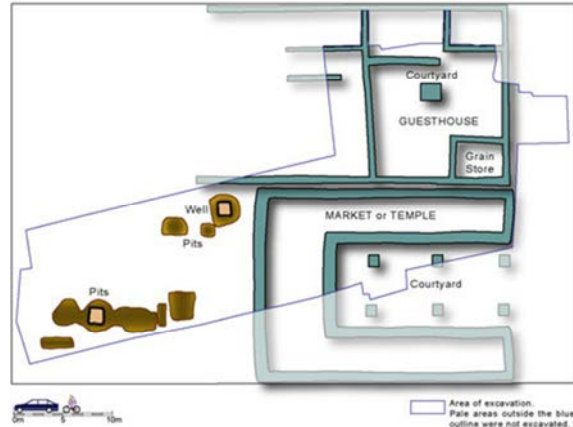 Courtyard
GUESTHOUSE
Grain
Store
Well
MARKET or TEMPLE
Pits
Courtyard
Pits
0m 5 10m
Area of excavation.
Pale areas outside the blue
outline were not excavated.